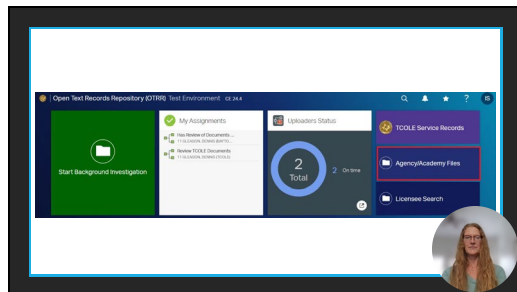 Open Text Records Repository (OTRR) Test Environment CE 24.4
? IS
Start Background Investigation
My Assignments
Has Review of Documents ...
Review TCOLE Documents
Uploaders Status
2
Total
2 On time
TCOLE Service Records
Agency/Academy Files
Licensee Search